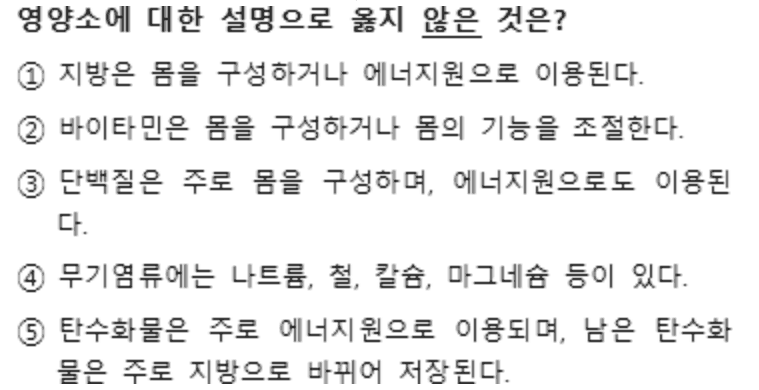 영양소에 대한 설명으로 옳지 않은 것은?
① 지방은 몸을 구성하거나 에너지원으로 이용된다.
② 바이타민은 몸을 구성하거나 몸의 기능을 조절한다.
③ 단백질은 주로 몸을 구성하며, 에너지원으로도 이용된
다.
④ 무기염류에는 나트륨, 철, 칼슘, 마그네슘 등이 있다.
⑤ 탄수화물은 주로 에너지원으로 이용되며, 남은 탄수화
물은 주로 지방으로 바뀌어 저장된다.